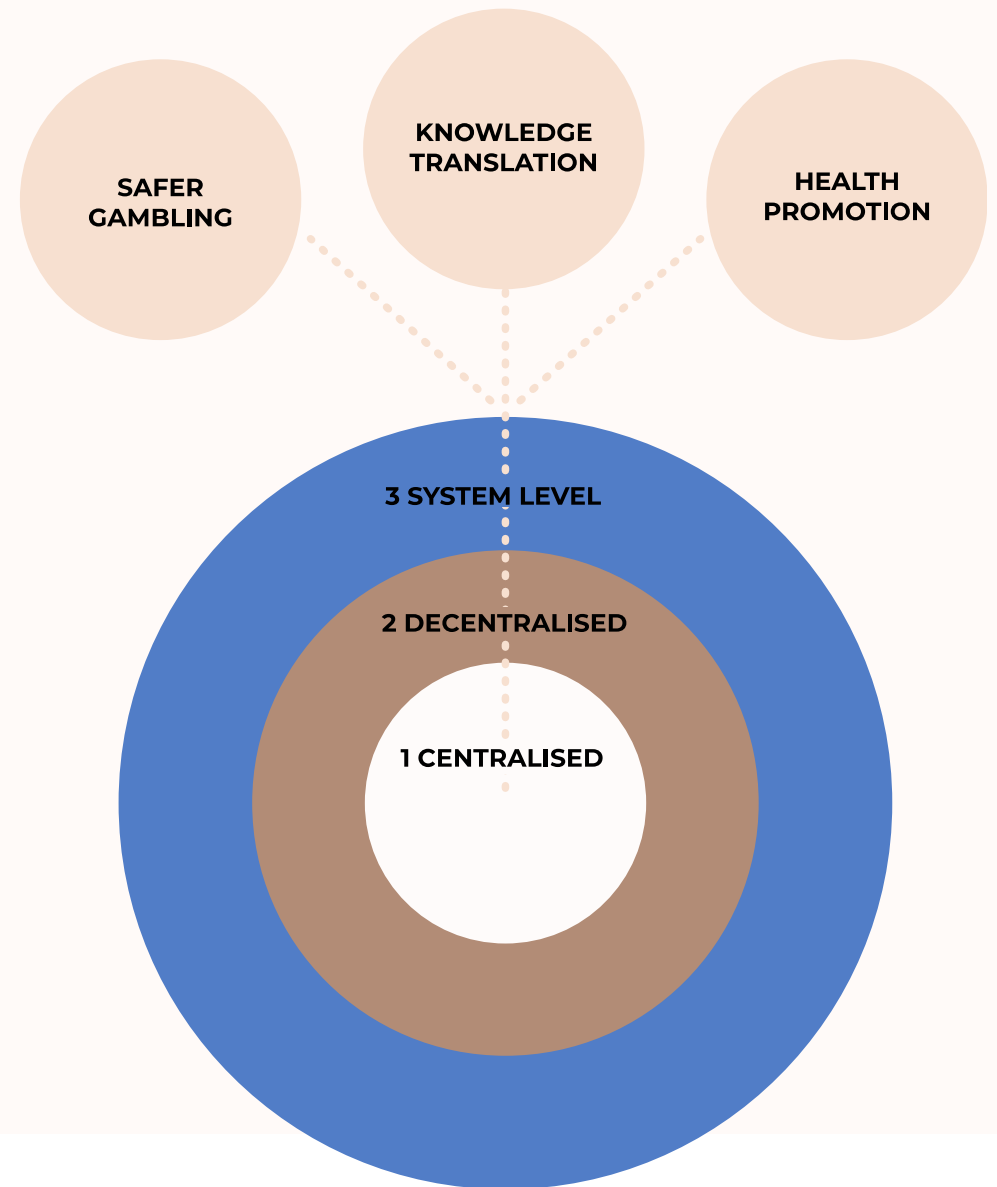 SAFER
GAMBLING
KNOWLEDGE
TRANSLATION
HEALTH
PROMOTION
3 SYSTEM LEVEL
2 DECENTRALISED
1 CENTRALISED